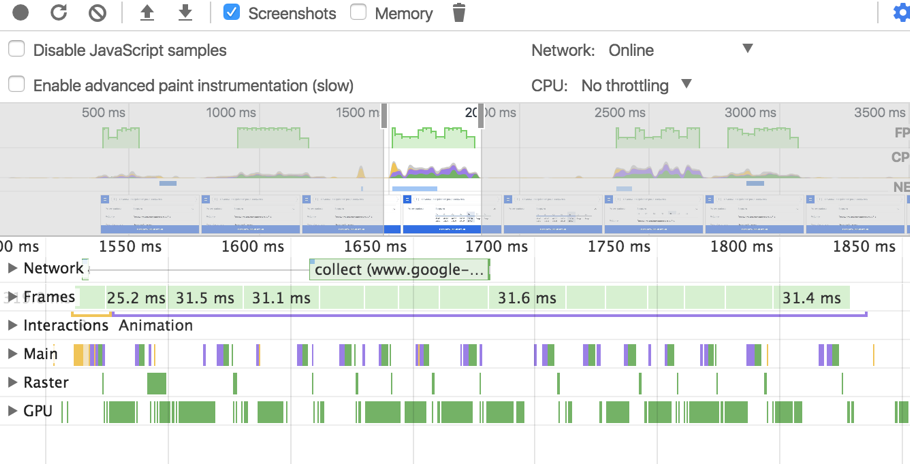 Screenshots Memory
Disable JavaScript samples Network: Online
Enable advanced paint instrumentation (slow) CPU: No throttling
500 ms 1000 ms 1500 m 20 00 ms 2500 ms 3000 ms 3500 ms
FP
CP
NE
00 ms 1550 ms 1600 ms 1650 ms 1700 ms 1750 ms 1800 ms 1850 ms
Network collect (www.google-...
Frames 25.2 ms 31.5 ms 31.1 ms 31.6 ms 31.4 ms
Interactions Animation
Main
Raster
GPU